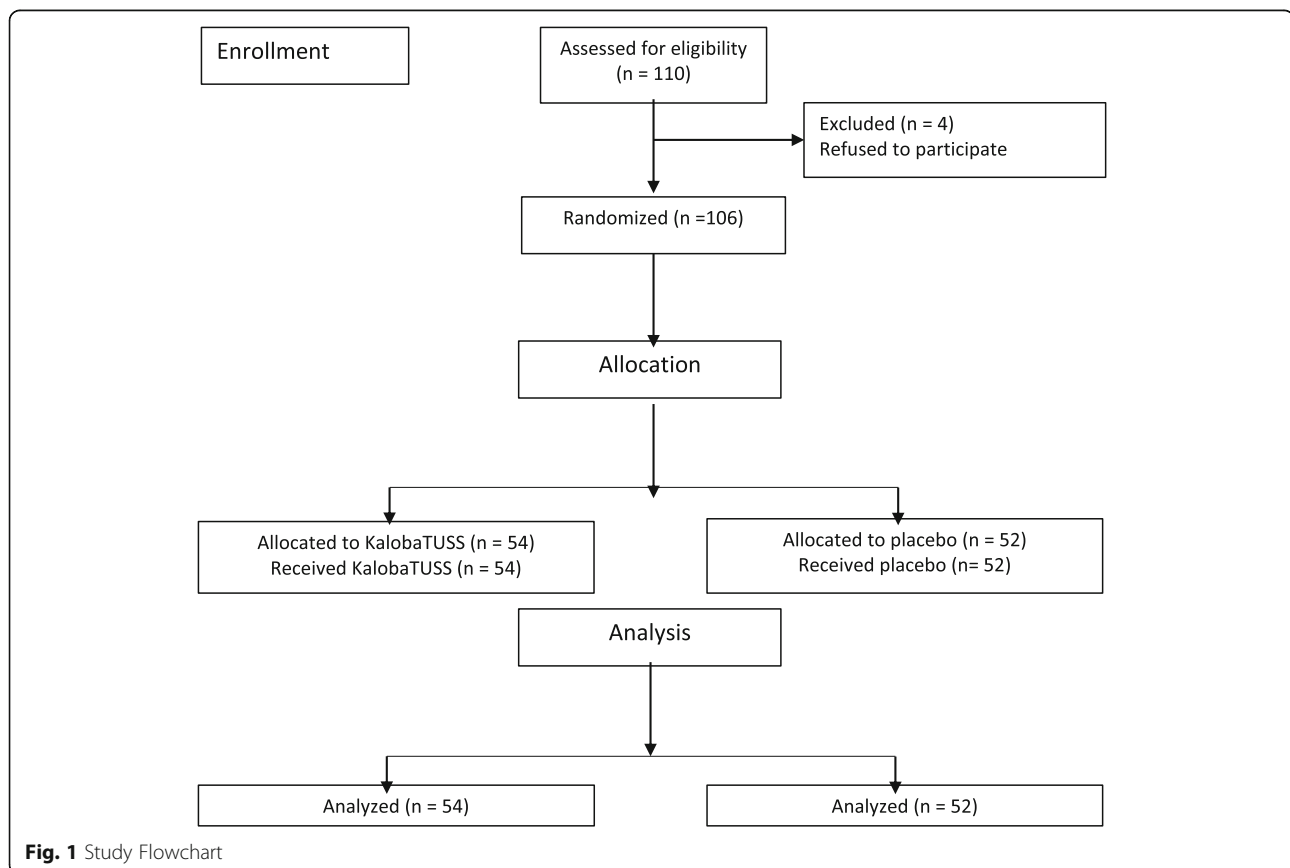 Enrollment
Assessed for eligibility
(n = 110)
Excluded (n = 4)
Refused to participate
Randomized (n =106)
Allocation
Allocated to KalobaTUSS (n = 54)
Received KalobaTUSS (n = 54)
Allocated to placebo (n = 52)
Received placebo (n= 52)
Analysis
Analyzed (n = 54)
Analyzed (n = 52)
Fig. 1 Study Flowchart